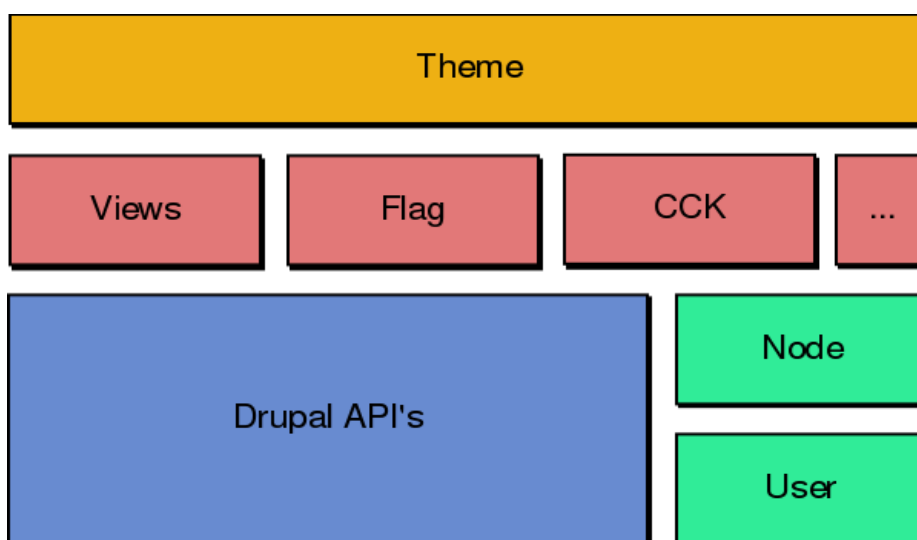 Theme
Views
Flag
CCK
...
Drupal API's
Node
User